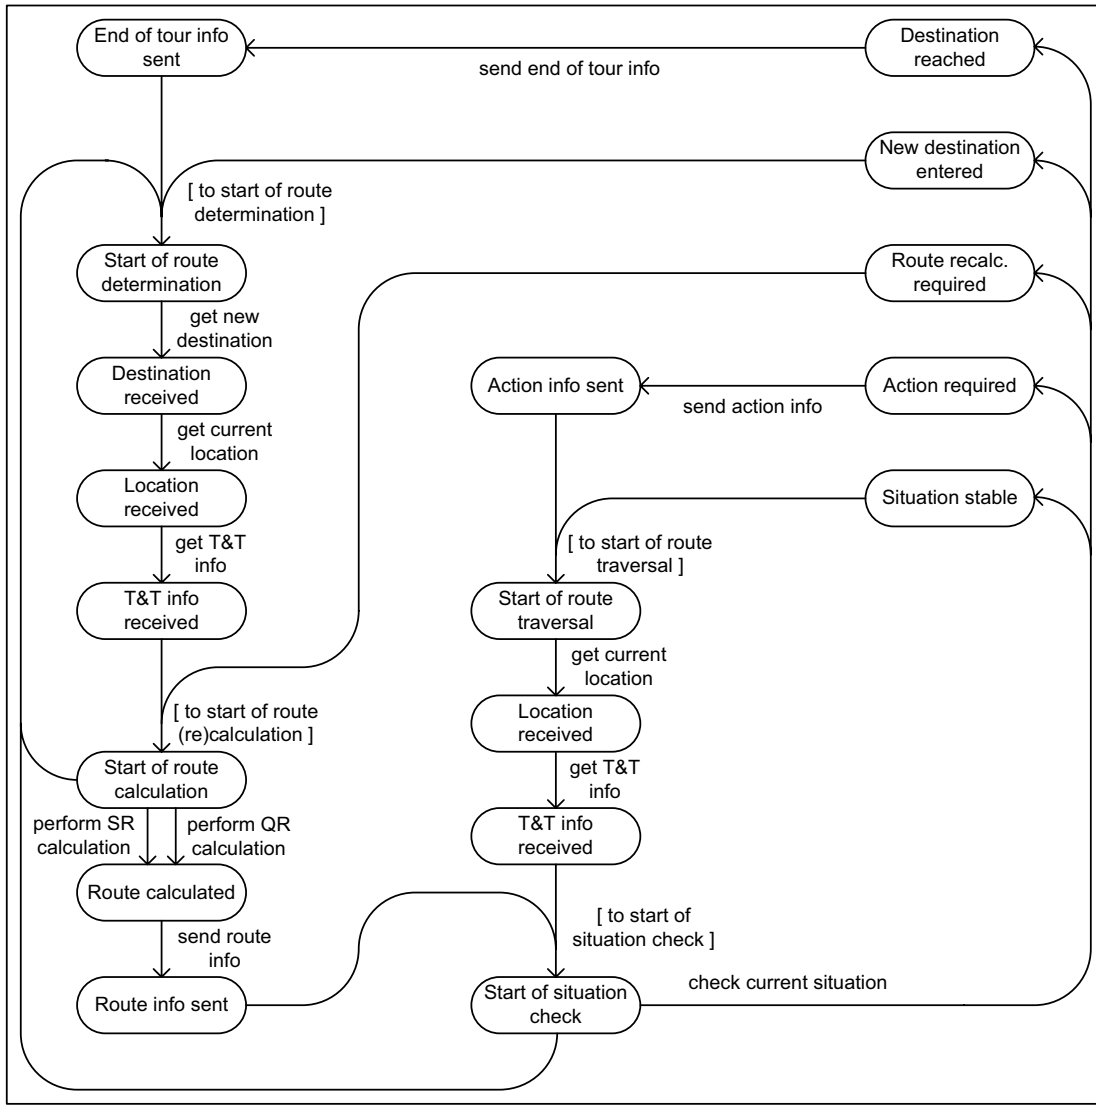 End of tour info
sent
Destination
reached
send end of tour info
New destination
entered
[ to start of route
determination ]
Start of route
determination
Route recalc.
required
get new
destination
Destination
received
Action info sent
Action required
send action info
get current
location
Location
received
Situation stable
get T&T
info
[ to start of route
traversal ]
T&T info
received
Start of route
traversal
get current
location
[ to start of route
(re)calculation ]
Location
received
Start of route
calculation
get T&T
info
perform SR
calculation
perform QR
calculation
T&T info
received
Route calculated
[ to start of
situation check ]
send route
info
Route info sent
Start of situation
check
check current situation